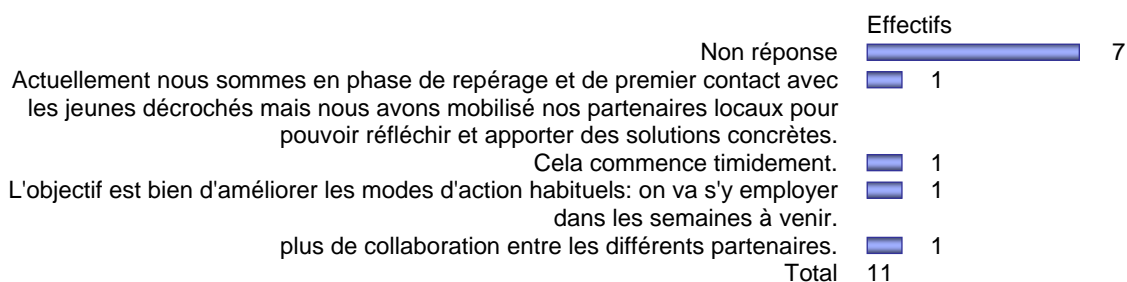 Effectifs
Non réponse 7
Actuellement nous sommes en phase de repérage et de premier contact avec 1
les jeunes décrochés mais nous avons mobilisé nos partenaires locaux pour
pouvoir réfléchir et apporter des solutions concrètes.
Cela commence timidement. 1
L'objectif est bien d'améliorer les modes d'action habituels: on va s'y employer 1
dans les semaines à venir.
plus de collaboration entre les différents partenaires. 1
Total 11